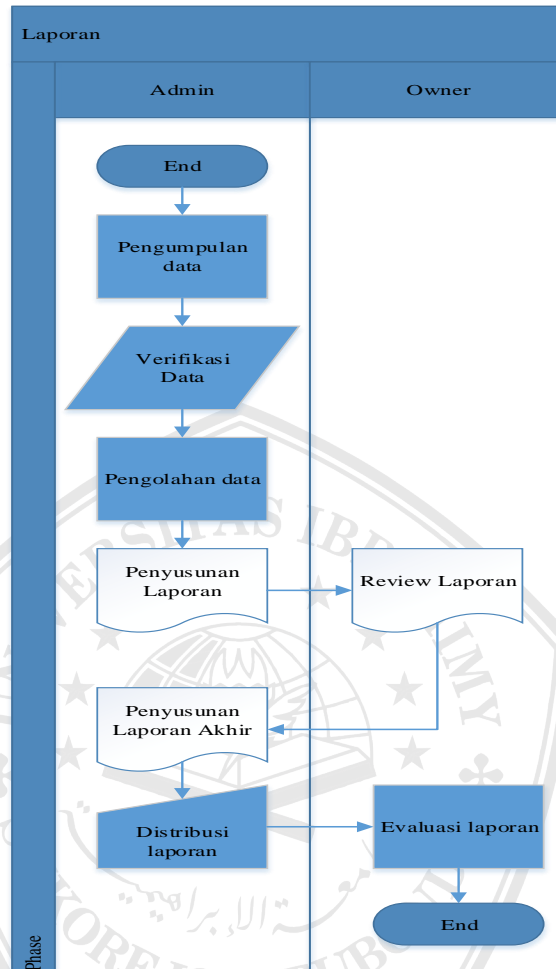 Laporan
Admin
Owner
End
Pengumpulan
data
Verifikasi
Data
Pengolahan data
Penyusunan
Laporan
Review Laporan
Penyusunan
Laporan Akhir
Distribusi
laporan
Evaluasi laporan
End
Phase